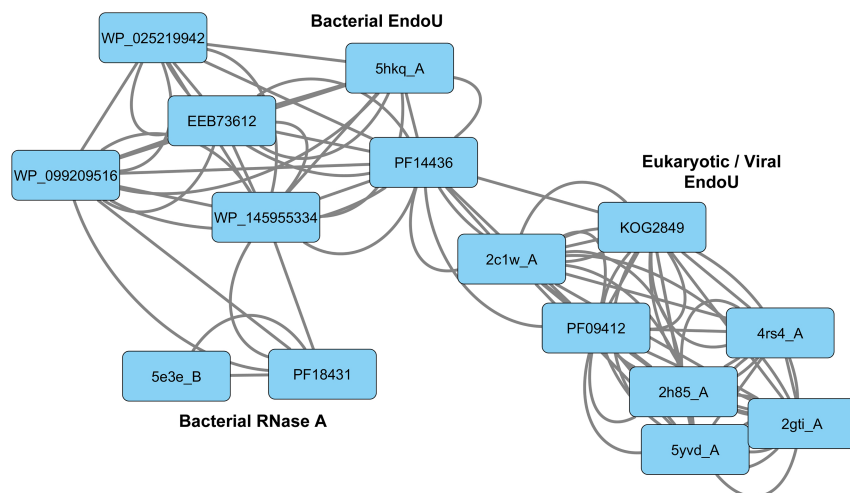 Bacterial EndoU
WP_025219942
5hkq_A
EEB73612
PF14436
WP_099209516
WP_145955334
Eukaryotic / Viral
EndoU
KOG2849
2c1w_A
PF09412
4rs4_A
5e3e_B
PF18431
2h85_A
2gti_A
5yvd_A
Bacterial RNase A